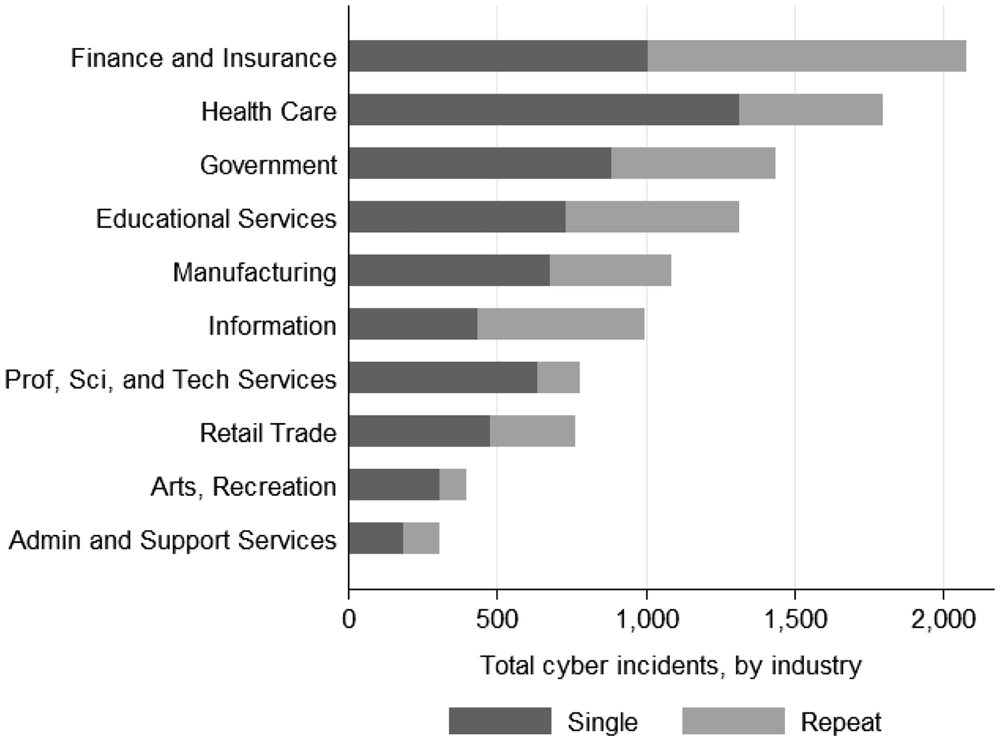 Finance and Insurance
Health Care
Government
Educational Services
Manufacturing
Information
Prof, Sci, and Tech Services
Retail Trade
Arts, Recreation
Admin and Support Services
0 500 1,000 1,500 2,000
Total cyber incidents, by industry
Single Repeat